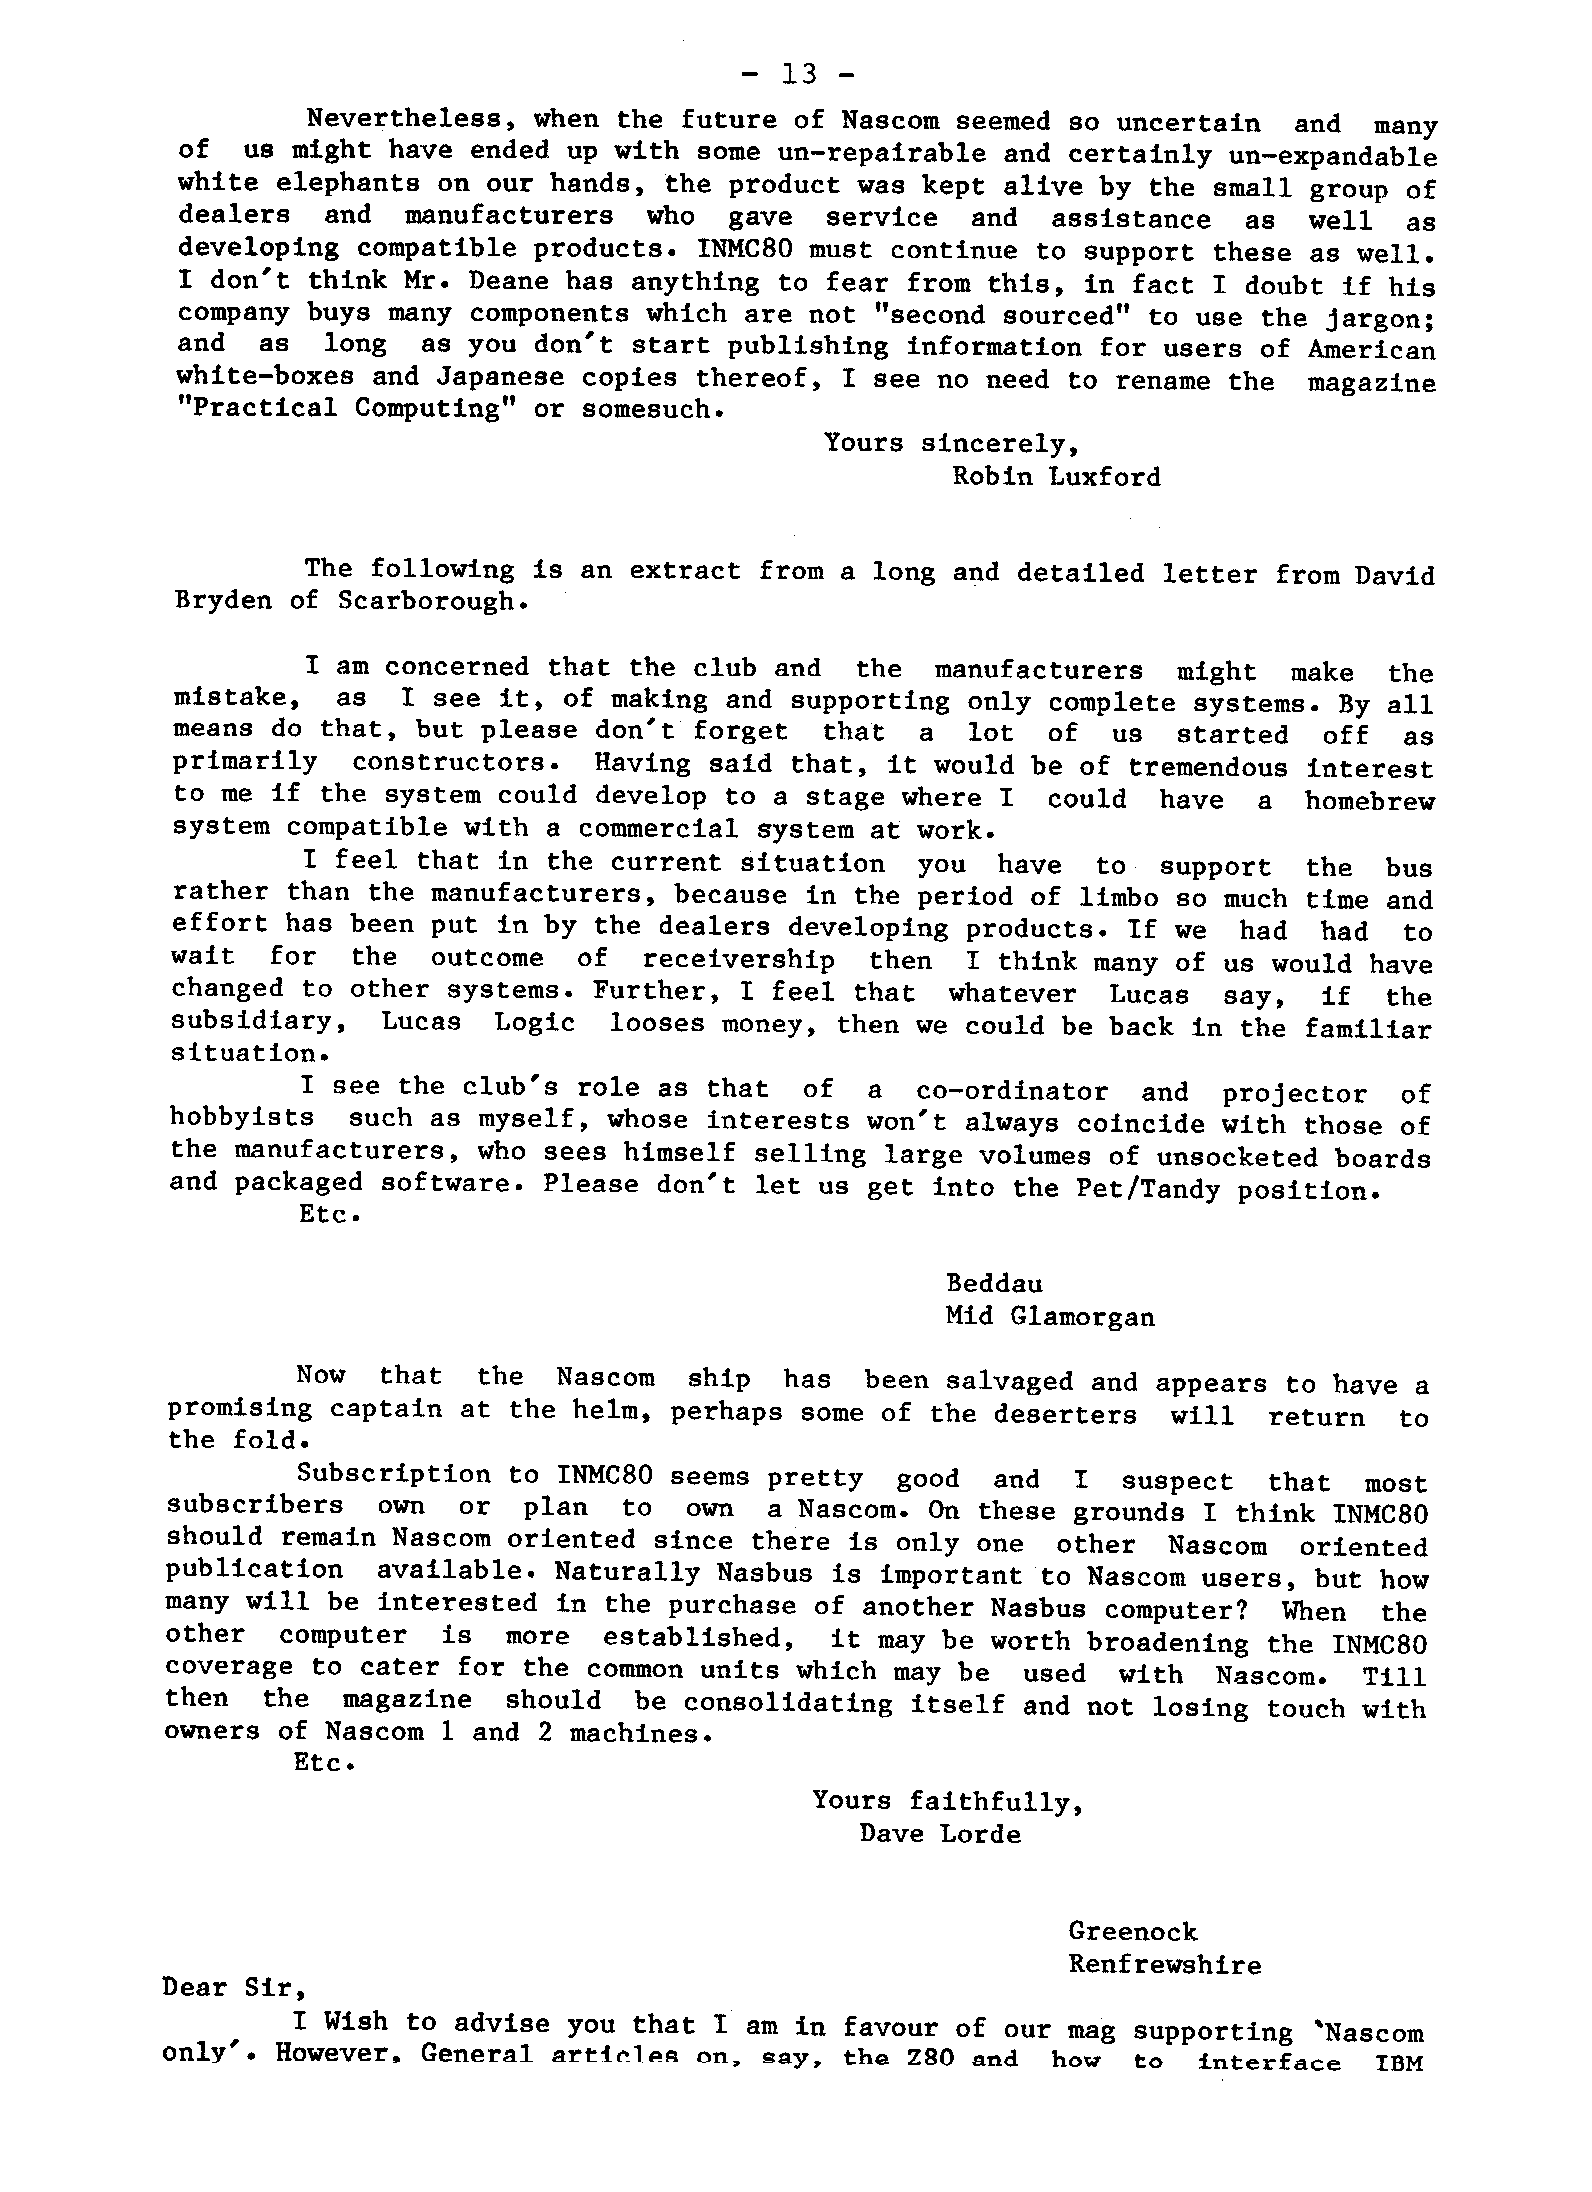 - 13 -
Nevertheless, when the future of Nascom seemed so uncertain and many
of us might have ended up with some un-repairable and certainly un-expandable
white elephants on our hands, the product was kept alive by the small group of
dealers and manufacturers who gave service and assistance as well as
developing compatible products. INMC80 must continue to support these as well.
I don't think Mr. Deane has anything to fear from this, in fact I doubt if his
company buys many components which are not "second sourced" to use the jargon;
and as long as you don't start publishing information for users of American
white-boxes and Japanese copies thereof, I see no need to rename the magazine
"Practical Computing" or somesuch.
Yours sincerely,
Robin Luxford
The following is an extract from a long and detailed letter from David
Bryden of Scarborough.
I am concerned that the club and the manufacturers might make the
mistake, as I see it, of making and supporting only complete systems. By all
means do that, but please don't forget that a lot of us started off as
primarily constructors. Having said that, it would be of tremendous interest
to me if the system could develop to a stage where I could have a homebrew
system compatible with a commercial system at work.
I feel that in the current situation you have to support the bus
rather than the manufacturers, because in the period of limbo so much time and
effort has been put in by the dealers developing products. If we had had to
wait for the outcome of receivership then I think many of us would have
changed to other systems. Further, I feel that whatever Lucas say, if the
subsidiary, Lucas Logic looses money, then we could be back in the familiar
situation.
I see the club's role as that of a co-ordinator and projector of
hobbyists such as myself, whose interests won't always coincide with those of
the manufacturers, who sees himself selling large volumes of unsocketed boards
and packaged software. Please don't let us get into the Pet/Tandy position.
Etc.
Beddau
Mid Glamorgan
Now that the Nascom ship has been salvaged and appears to have a
promising captain at the helm, perhaps some of the deserters will return to
the fold.
Subscription to INMC80 seems pretty good and I suspect that most
subscribers own or plan to own a Nascom. On these grounds I think INMC80
should remain Nascom oriented since there is only one other Nascom oriented
publication available. Naturally Nasbus is important to Nascom users, but how
many will be interested in the purchase of another Nasbus computer? When the
other computer is more established, it may be worth broadening the INMC80
coverage to cater for the common units which may be used with Nascom. Till
then the magazine should be consolidating itself and not losing touch with
owners of Nascom 1 and 2 machines.
Etc.
Yours faithfully,
Dave Lorde
Greenock
Renfrewshire
Dear Sir,
I Wish to advise you that I am in favour of our mag supporting `Nascom
only'. However, General articles on, say, the Z80 and how to interface IBM